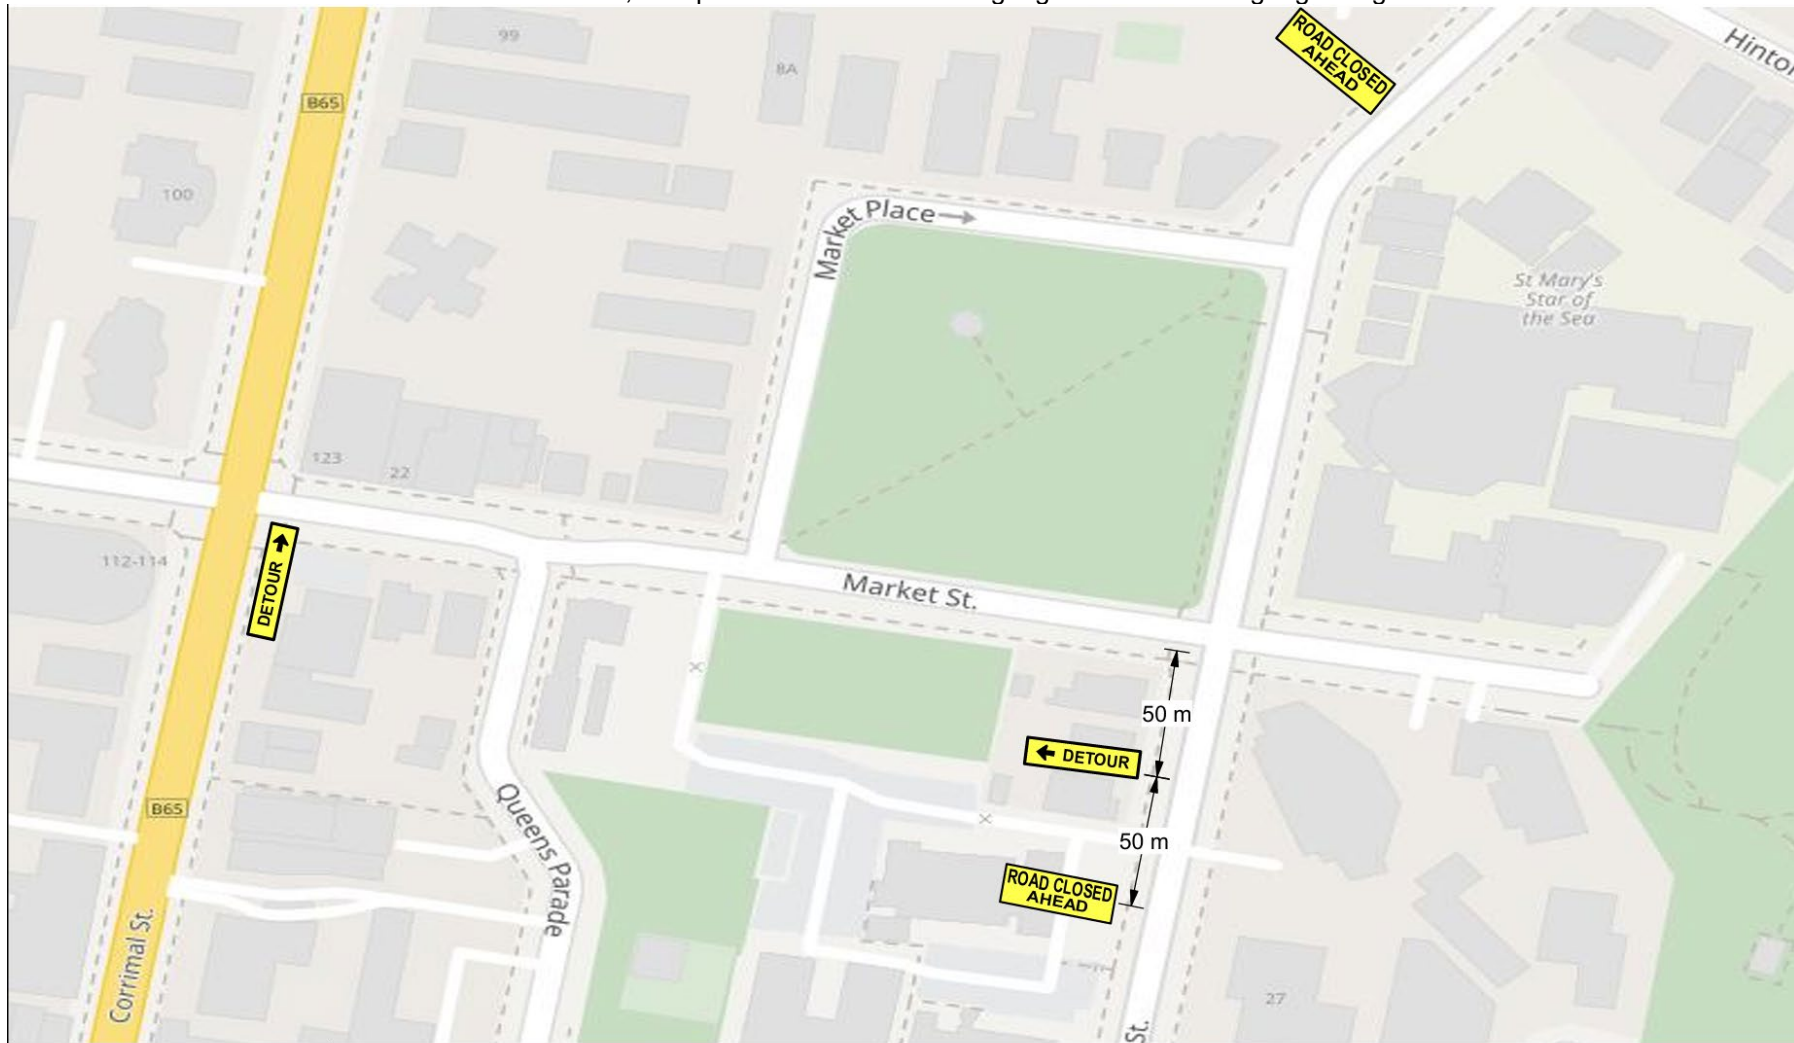 99
8A
ROAD CLOSED
AHEAD
Hinto
B65
100
Market Place
St Mary's
Star of
the Sea
123
22
112-114
DETOUR
Market St.
50 m
DETOUR
B65
Queens Parade
50 m
ROAD CLOSED
AHEAD
Corrimal St.
27
St.